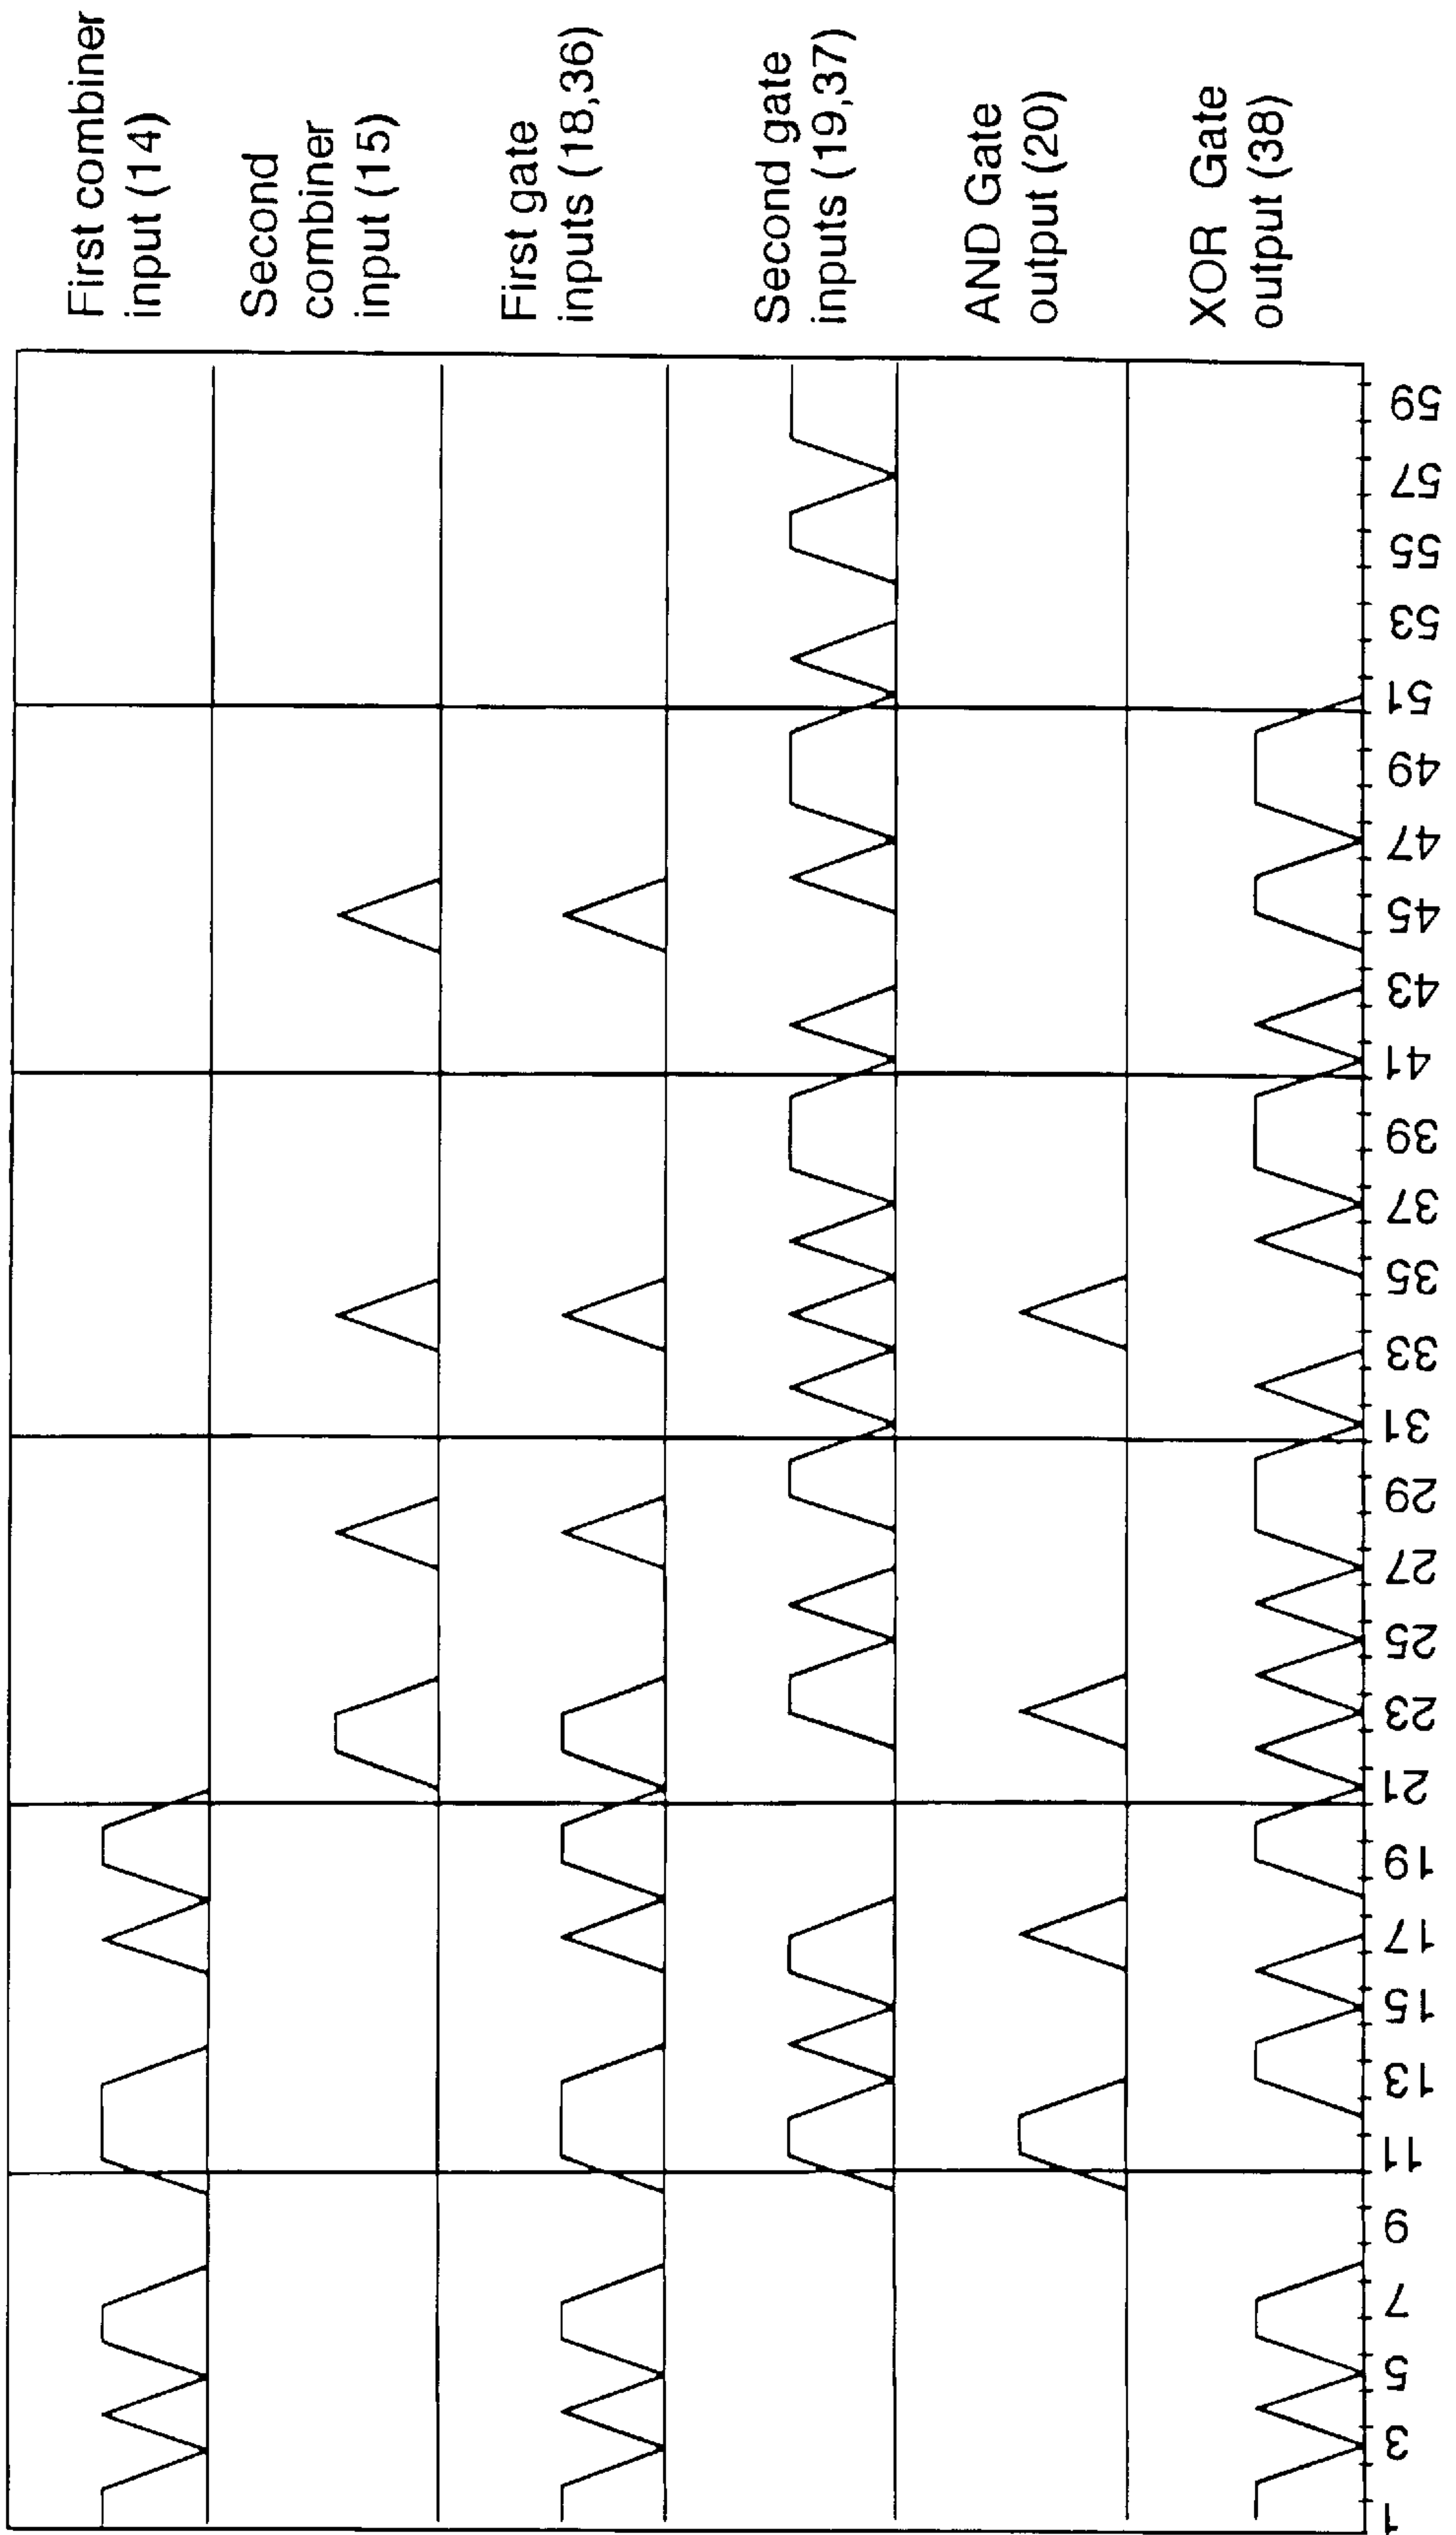 First combiner
input (14)
Second
combiner
input (15)
First gate
inputs (18,36)
Second gate
inputs (19,37)
AND Gate
output (20)
XOR Gate
output (38)
1 3 5 7 9 11 13 15 17 19 21 23 25 27 29 31 33 35 37 39 41 43 45 47 49 51 53 55 57 59